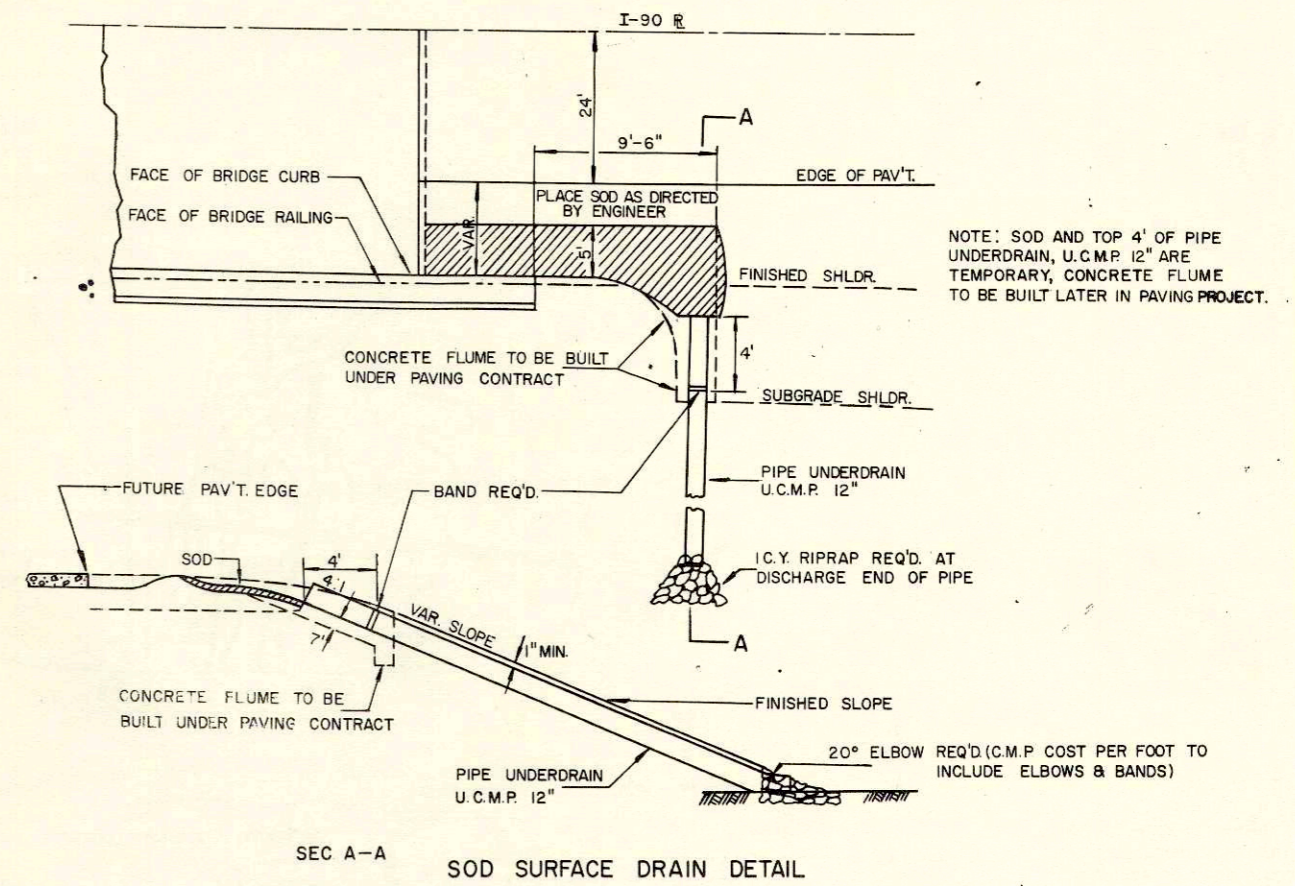 I-90 ⅊
24'
A
9'-6"
FACE OF BRIDGE CURB
EDGE OF PAV'T.
PLACE SOD AS DIRECTED
BY ENGINEER
FACE OF BRIDGE RAILING
VAR.
5'
NOTE: SOD AND TOP 4' OF PIPE
UNDERDRAIN, U.C.M.P. 12" ARE
TEMPORARY, CONCRETE FLUME
TO BE BUILT LATER IN PAVING PROJECT.
FINISHED SHLDR.
CONCRETE FLUME TO BE BUILT
UNDER PAVING CONTRACT
4'
SUBGRADE SHLDR.
PIPE UNDERDRAIN
U.C.M.P. 12"
FUTURE PAV'T. EDGE
BAND REQ'D.
SOD
4'
4:1
1 C.Y. RIPRAP REQ'D. AT
DISCHARGE END OF PIPE
VAR. SLOPE
7"
1" MIN.
A
CONCRETE FLUME TO BE
BUILT UNDER PAVING CONTRACT
FINISHED SLOPE
20° ELBOW REQ'D. (C.M.P. COST PER FOOT TO
INCLUDE ELBOWS & BANDS)
PIPE UNDERDRAIN
U.C.M.P. 12"
SEC A-A
SOD SURFACE DRAIN DETAIL